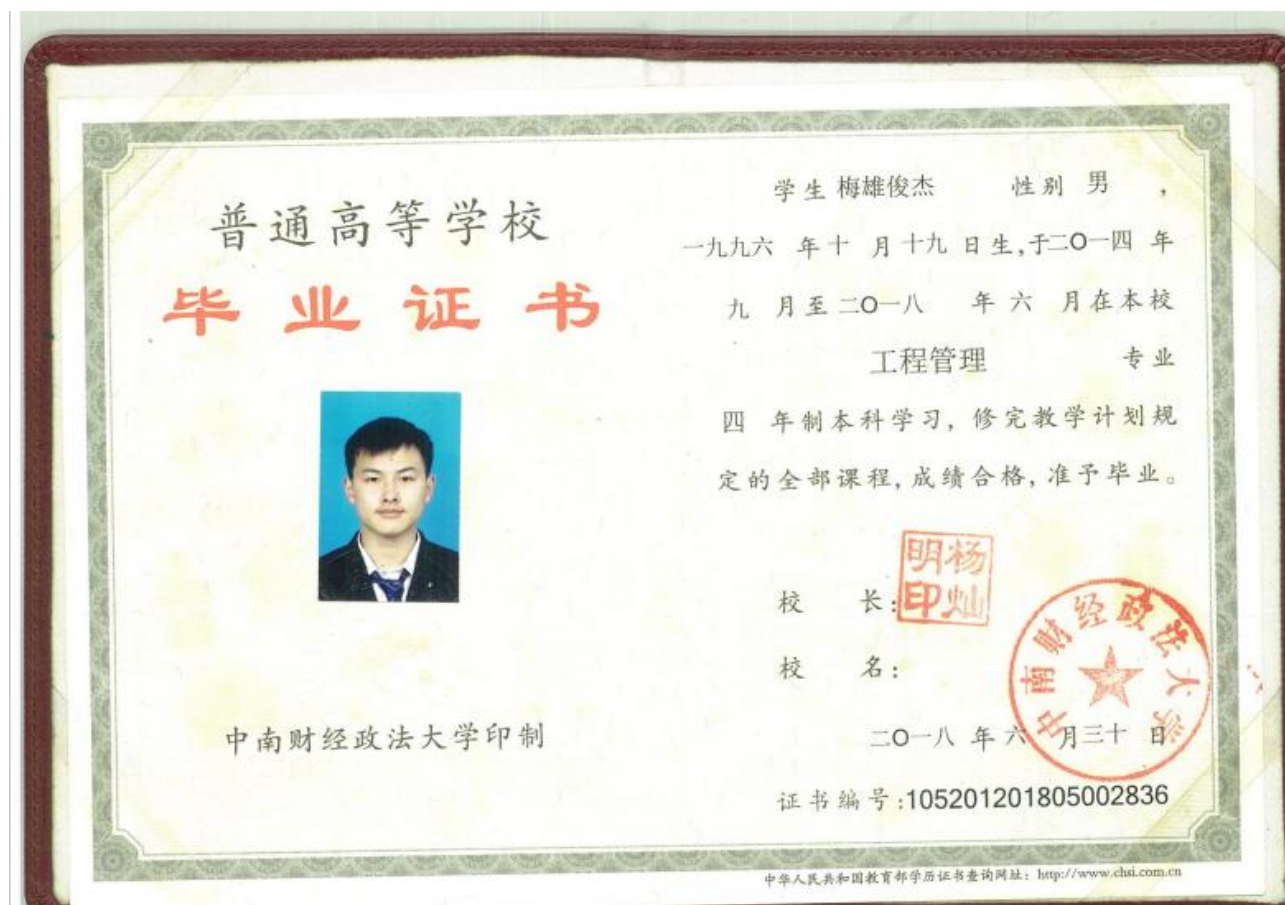 普通高等学校
毕业证书
中南财经政法大学印制
学生 梅雄俊杰 性别 男 ,
一九九六 年十 月十九 日生,于二O一四 年
九 月至二O一八 年六 月在本校
工程管理 专业
四 年制本科学习, 修完教学计划规
定的全部课程, 成绩合格, 准予毕业。
校 长:
杨灿明印
校 名:
中南财经政法大学
二O一八 年六 月三十 日
证书编号:105201201805002836
中华人民共和国教育部学历证书查询网址: http://www.chsi.com.cn